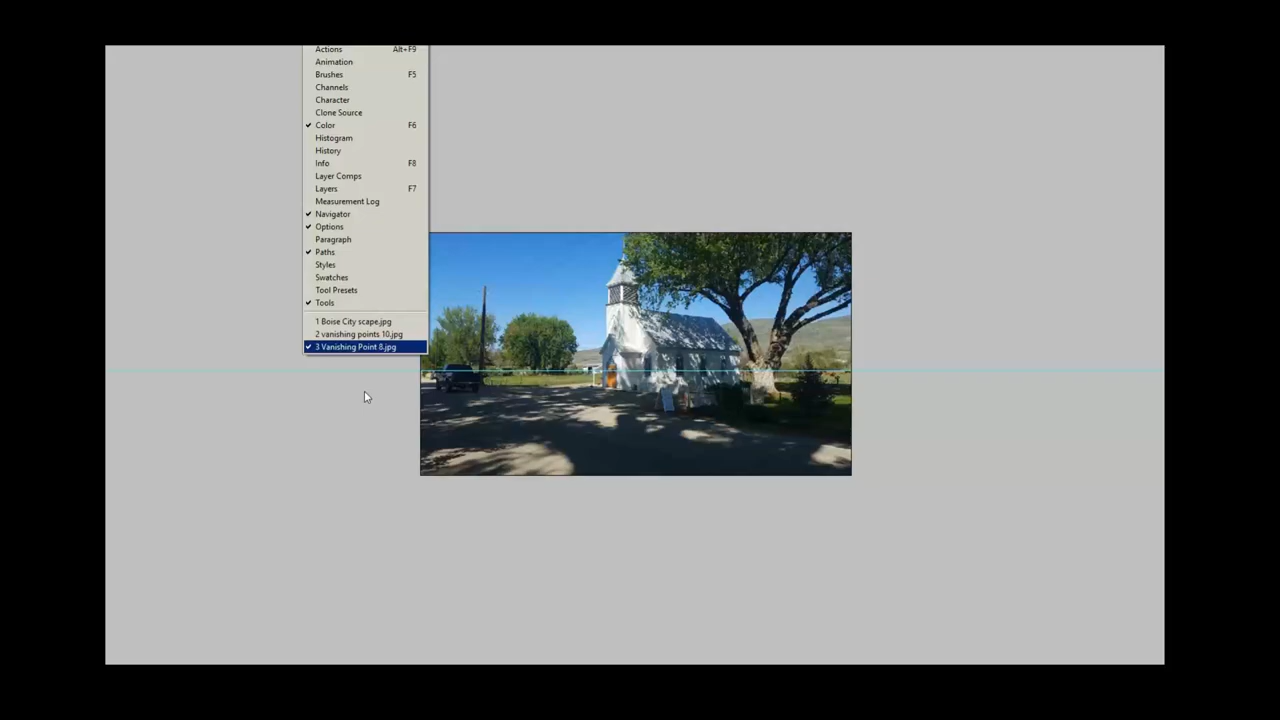 Actions Alt+F9
Animation
Brushes F5
Channels
Character
Clone Source
Color F6
Histogram
History
Info F8
Layer Comps
Layers F7
Measurement Log
Navigator
Options
Paragraph
Paths
Styles
Swatches
Tool Presets
Tools
1 Boise City scape.jpg
2 vanishing points 10.jpg
3 Vanishing Point 8.jpg